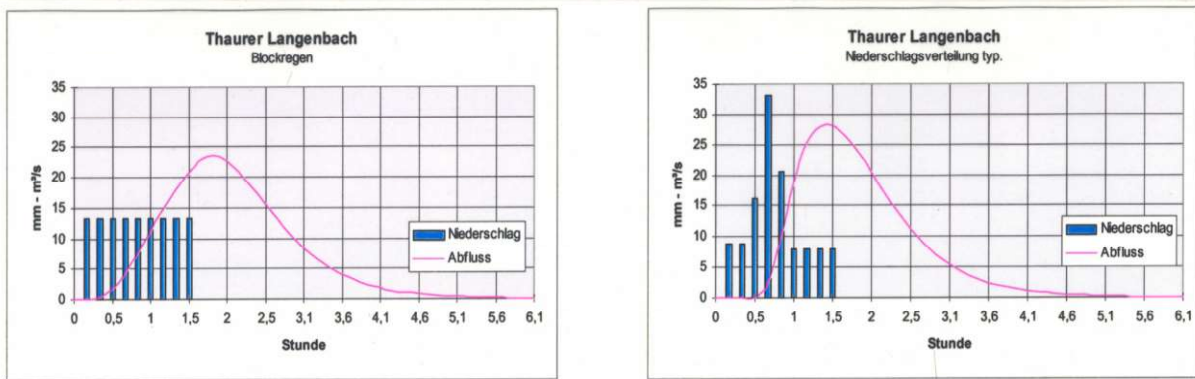 Thaurer Langenbach
Blockregen
35
30
25
20
15
10
5
0
mm - m³/s
0 0,5 1 1,5 2 2,5 3,1 3,6 4,1 4,6 5,1 5,6 6,1
Stunde
Niederschlag
Abfluss
Thaurer Langenbach
Niederschlagsverteilung typ.
35
30
25
20
15
10
5
0
mm - m³/s
0 0,5 1 1,5 2 2,5 3,1 3,6 4,1 4,6 5,1 5,6 6,1
Stunde
Niederschlag
Abfluss